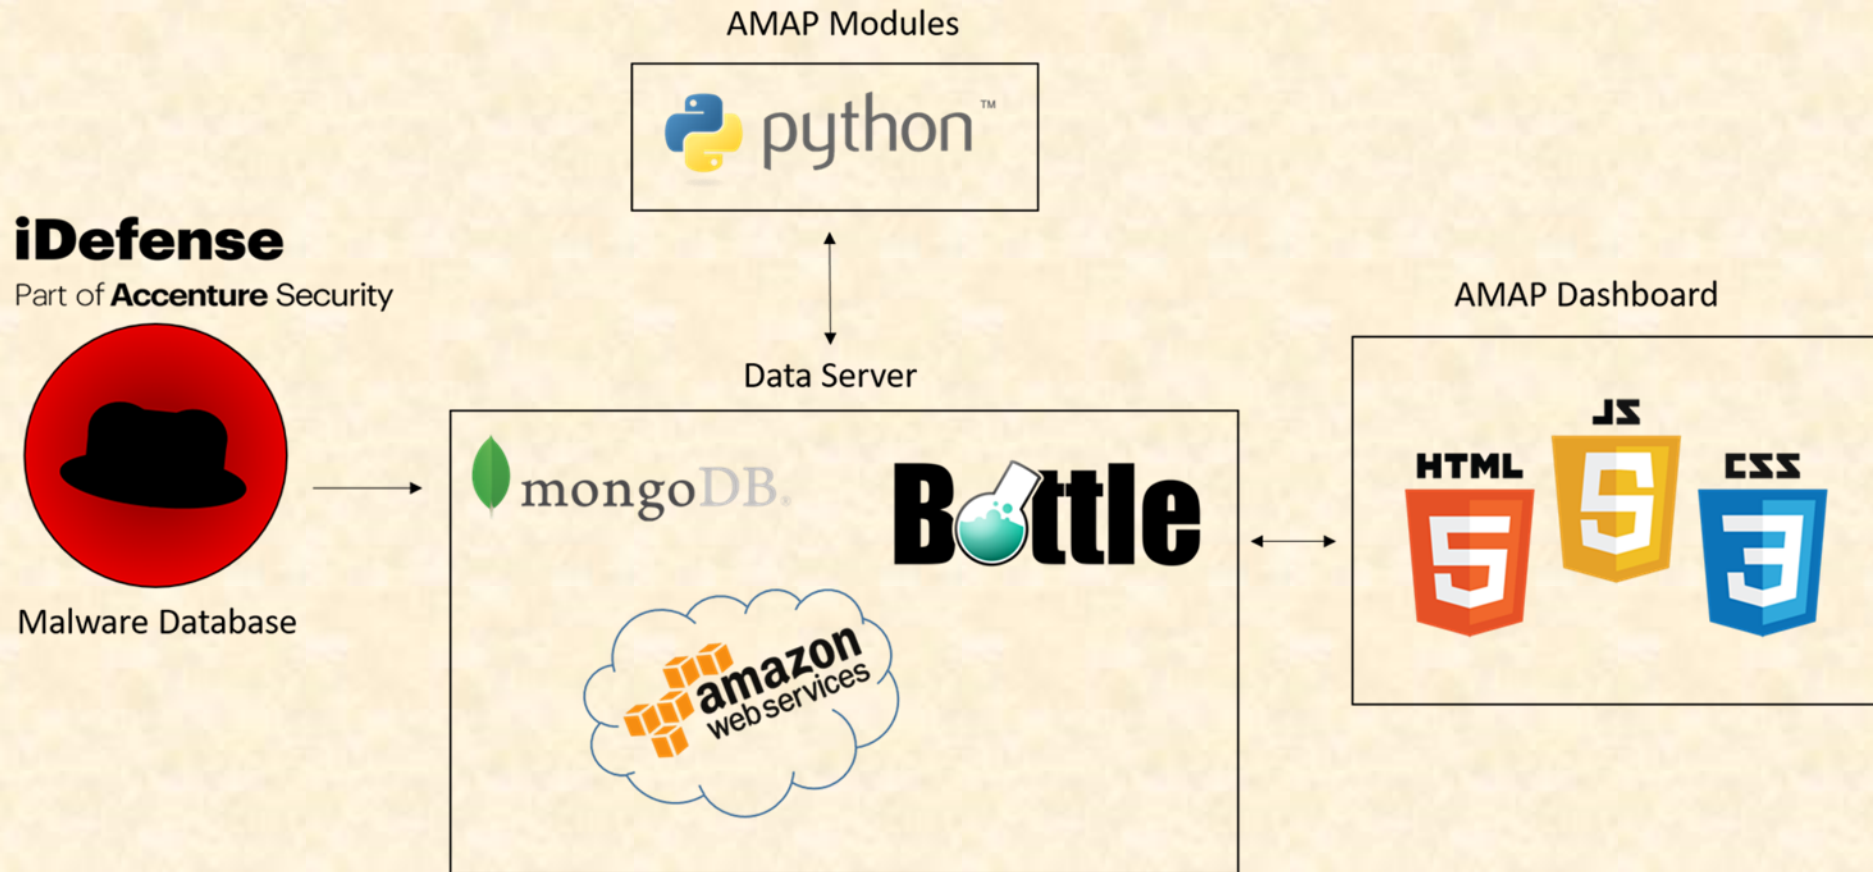 AMAP Modules
python™
iDefense
Part of Accenture Security
Malware Database
Data Server
mongoDB®
Bottle
amazon
web services
AMAP Dashboard
JS
HTML
CSS
5
5
3